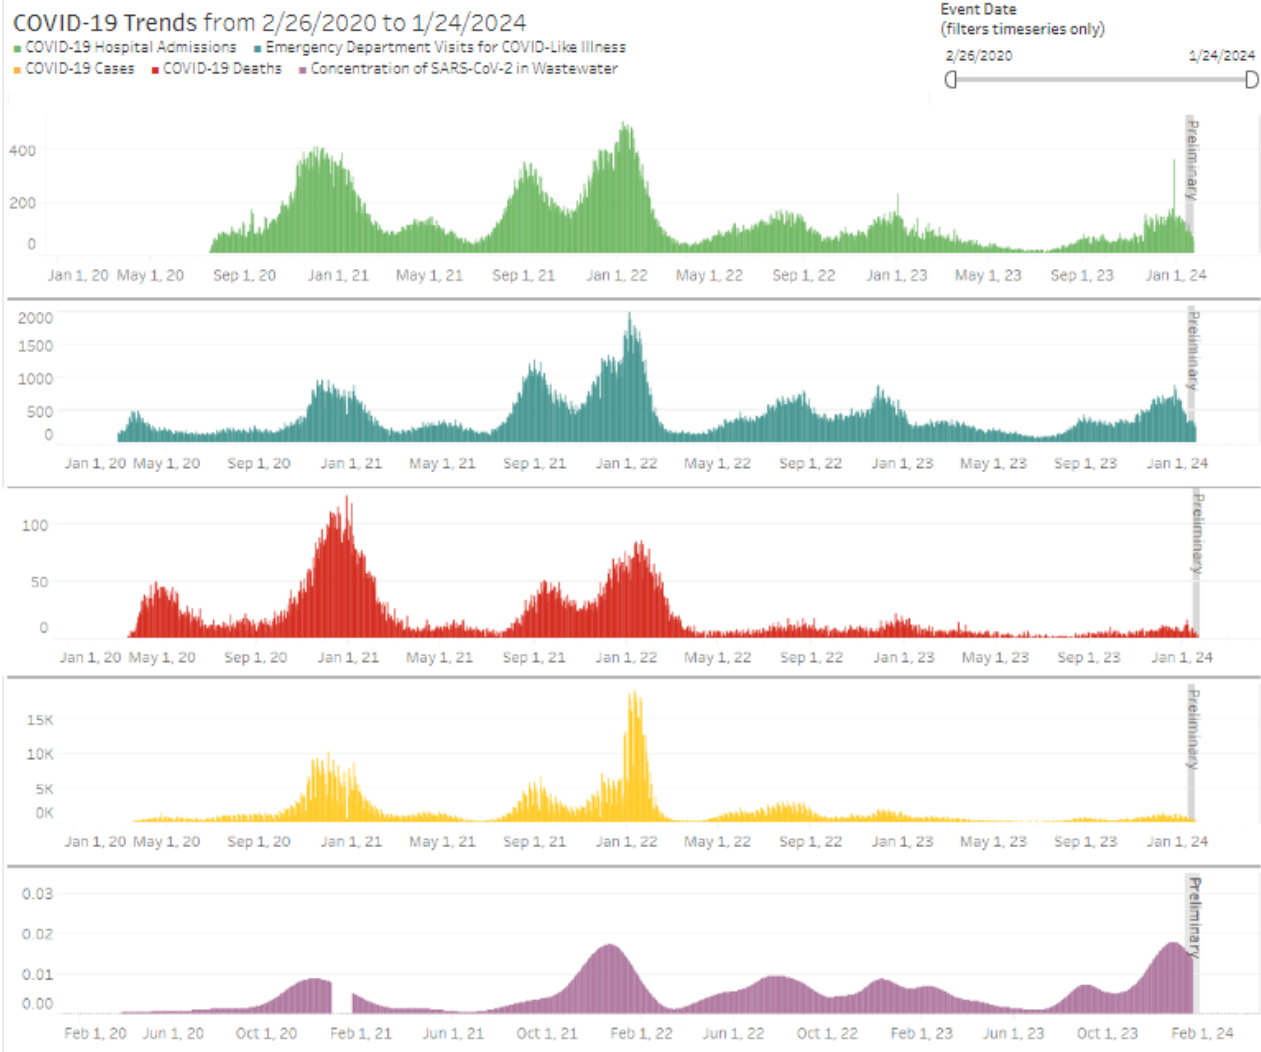 COVID-19 Trends from 2/26/2020 to 1/24/2024
COVID-19 Hospital Admissions Emergency Department Visits for COVID-Like Illness
COVID-19 Cases COVID-19 Deaths Concentration of SARS-CoV-2 in Wastewater
Event Date
(filters timeseries only)
2/26/2020 1/24/2024
400
200
0
Preliminary
Jan 1, 20 May 1, 20 Sep 1, 20 Jan 1, 21 May 1, 21 Sep 1, 21 Jan 1, 22 May 1, 22 Sep 1, 22 Jan 1, 23 May 1, 23 Sep 1, 23 Jan 1, 24
2000
1500
1000
500
0
Preliminary
Jan 1, 20 May 1, 20 Sep 1, 20 Jan 1, 21 May 1, 21 Sep 1, 21 Jan 1, 22 May 1, 22 Sep 1, 22 Jan 1, 23 May 1, 23 Sep 1, 23 Jan 1, 24
100
50
0
Preliminary
Jan 1, 20 May 1, 20 Sep 1, 20 Jan 1, 21 May 1, 21 Sep 1, 21 Jan 1, 22 May 1, 22 Sep 1, 22 Jan 1, 23 May 1, 23 Sep 1, 23 Jan 1, 24
15K
10K
5K
0K
Preliminary
Jan 1, 20 May 1, 20 Sep 1, 20 Jan 1, 21 May 1, 21 Sep 1, 21 Jan 1, 22 May 1, 22 Sep 1, 22 Jan 1, 23 May 1, 23 Sep 1, 23 Jan 1, 24
0.03
0.02
0.01
0.00
Preliminary
Feb 1, 20 Jun 1, 20 Oct 1, 20 Feb 1, 21 Jun 1, 21 Oct 1, 21 Feb 1, 22 Jun 1, 22 Oct 1, 22 Feb 1, 23 Jun 1, 23 Oct 1, 23 Feb 1, 24